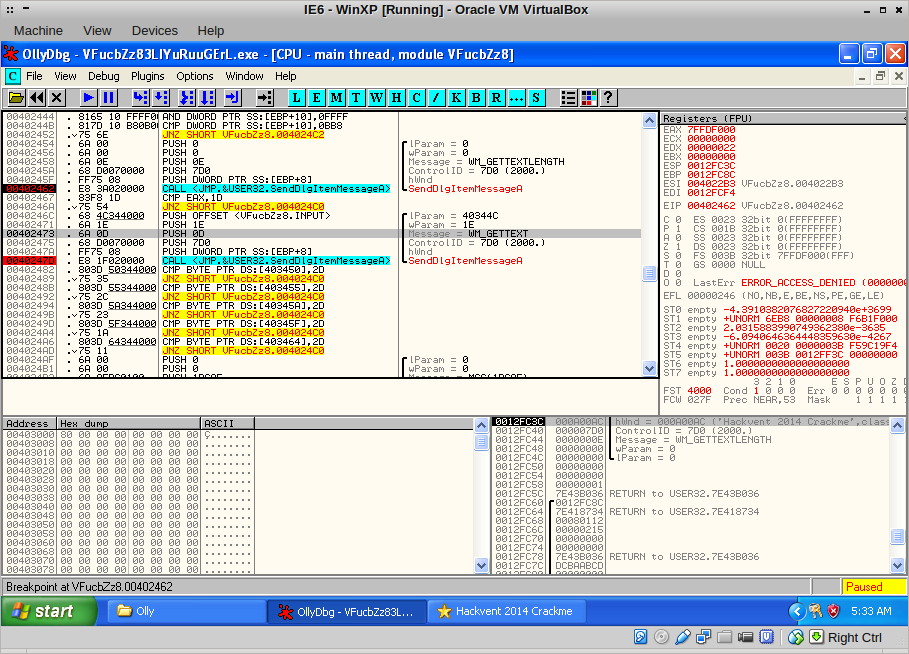 IE6 - WinXP [Running] - Oracle VM VirtualBox
Machine View Devices Help
OllyDbg - VFucbZz83LIYuRuuGErL.exe - [CPU - main thread, module VFucbZz8]
C File View Debug Plugins Options Window Help
L E M T W H C / K B R ... S ?
0040244B . 8165 10 FFFF0 AND DWORD PTR SS:[EBP+10],0FFFF
00402452 .v 75 6E JNZ SHORT VFucbZz8.004024C2
00402454 . 6A 00 PUSH 0 lParam = 0
00402456 . 6A 00 PUSH 0 wParam = 0
00402458 . 6A 0E PUSH 0E Message = WM_GETTEXTLENGTH
0040245A . 68 D0070000 PUSH 7D0 ControlID = 7D0 (2000.)
0040245F . FF75 08 PUSH DWORD PTR SS:[EBP+8] hWnd
00402462 . E8 3A020000 CALL <JMP.&USER32.SendDlgItemMessageA> SendDlgItemMessageA
. 83F8 1D CMP EAX,1D
0040246A .v 75 54 JNZ SHORT VFucbZz8.004024C0
0040246C . 68 4C344000 PUSH OFFSET <VFucbZz8.INPUT> lParam = 40344C
00402471 . 6A 1E PUSH 1E wParam = 1E
00402473 . 6A 0D PUSH 0D Message = WM_GETTEXT
00402475 . 68 D0070000 PUSH 7D0 ControlID = 7D0 (2000.)
0040247A . FF75 08 PUSH DWORD PTR SS:[EBP+8] hWnd
0040247D . E8 1F020000 CALL <JMP.&USER32.SendDlgItemMessageA> SendDlgItemMessageA
00402482 . 803D 50344000 CMP BYTE PTR DS:[403450],2D
00402489 .v 75 35 JNZ SHORT VFucbZz8.004024C0
0040248B . 803D 55344000 CMP BYTE PTR DS:[403455],2D
00402492 .v 75 2C JNZ SHORT VFucbZz8.004024C0
00402494 . 803D 5A344000 CMP BYTE PTR DS:[40345A],2D
0040249B .v 75 23 JNZ SHORT VFucbZz8.004024C0
0040249D . 803D 5F344000 CMP BYTE PTR DS:[40345F],2D
004024A4 .v 75 1A JNZ SHORT VFucbZz8.004024C0
004024A6 . 803D 64344000 CMP BYTE PTR DS:[403464],2D
004024AD .v 75 11 JNZ SHORT VFucbZz8.004024C0
004024AF . 6A 00 PUSH 0 lParam = 0
004024B1 . 6A 00 PUSH 0 wParam = 0
Registers (FPU)
EAX 7FFDF000
ECX 00000000
EDX 00000022
EBX 00000000
ESP 0012FC3C
EBP 0012FC8C
ESI 004022B3 VFucbZz8.004022B3
EDI 0012FCF4
EIP 00402462 VFucbZz8.00402462
C 0 ES 0023 32bit 0(FFFFFFFF)
P 1 CS 001B 32bit 0(FFFFFFFF)
A 0 SS 0023 32bit 0(FFFFFFFF)
Z 1 DS 0023 32bit 0(FFFFFFFF)
S 0 FS 003B 32bit 7FFDF000(FFF)
T 0 GS 0000 NULL
D 0
O 0 LastErr ERROR_ACCESS_DENIED (0000000
EFL 00000246 (NO,NB,E,BE,NS,PE,GE,LE)
ST0 empty -4.3910382076827220940e+3699
ST1 empty +UNORM 6EB8 00000008 F6B1F000
ST2 empty 2.0315883990749362380e-3635
ST3 empty -6.0940646364448359630e-4267
ST4 empty +UNORM 0020 0000003B F59C19F4
ST5 empty +UNORM 003B 0012FF3C 00000000
ST6 empty 1.0000000000000000000
ST7 empty 1.0000000000000000000
3 2 1 0 E S P U O Z D
FST 4000 Cond 1 0 0 0 Err 0 0 0 0 0 0 0
FCW 027F Prec NEAR,53 Mask 1 1 1 1 1
Address Hex dump ASCII
00403000 80 00 00 00 00 00 00 00 Ç.......
00403008 00 00 00 00 00 00 00 00 ........
00403010 00 00 00 00 00 00 00 00 ........
00403018 00 00 00 00 00 00 00 00 ........
00403020 00 00 00 00 00 00 00 00 ........
00403028 00 00 00 00 00 00 00 00 ........
00403030 00 00 00 00 00 00 00 00 ........
00403038 00 00 00 00 00 00 00 00 ........
00403040 00 00 00 00 00 00 00 00 ........
00403048 00 00 00 00 00 00 00 00 ........
00403050 00 00 00 00 00 00 00 00 ........
00403058 00 00 00 00 00 00 00 00 ........
00403060 00 00 00 00 00 00 00 00 ........
00403068 00 00 00 00 00 00 00 00 ........
00403070 00 00 00 00 00 00 00 00 ........
00403078 00 00 00 00 00 00 00 00 ........
0012FC3C 000A00AC hWnd = 000A00AC ('Hackvent 2014 Crackme',class
0012FC40 000007D0 ControlID = 7D0 (2000.)
0012FC44 0000000E Message = WM_GETTEXTLENGTH
0012FC48 00000000 wParam = 0
0012FC4C 00000000 lParam = 0
0012FC50 00000000
0012FC54 00000000
0012FC58 00000001
0012FC5C 7E43B036 RETURN to USER32.7E43B036
0012FC60 0012FC8C
0012FC64 7E418734 RETURN to USER32.7E418734
0012FC68 00080112
0012FC6C 00000215
0012FC70 00000000
0012FC74 00000000
0012FC78 7E43B036 RETURN to USER32.7E43B036
0012FC7C DCBAABCD
Breakpoint at VFucbZz8.00402462 Paused
start Olly OllyDbg - VFucbZz83L... Hackvent 2014 Crackme 5:33 AM
Right Ctrl